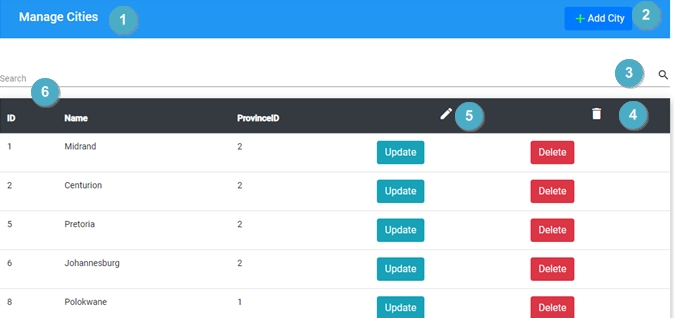 Manage Cities 1 + Add City 2
Search 3
6
ID Name ProvinceID 5 4
1 Midrand 2 Update Delete
2 Centurion 2 Update Delete
5 Pretoria 2 Update Delete
6 Johannesburg 2 Update Delete
8 Polokwane 1 Update Delete